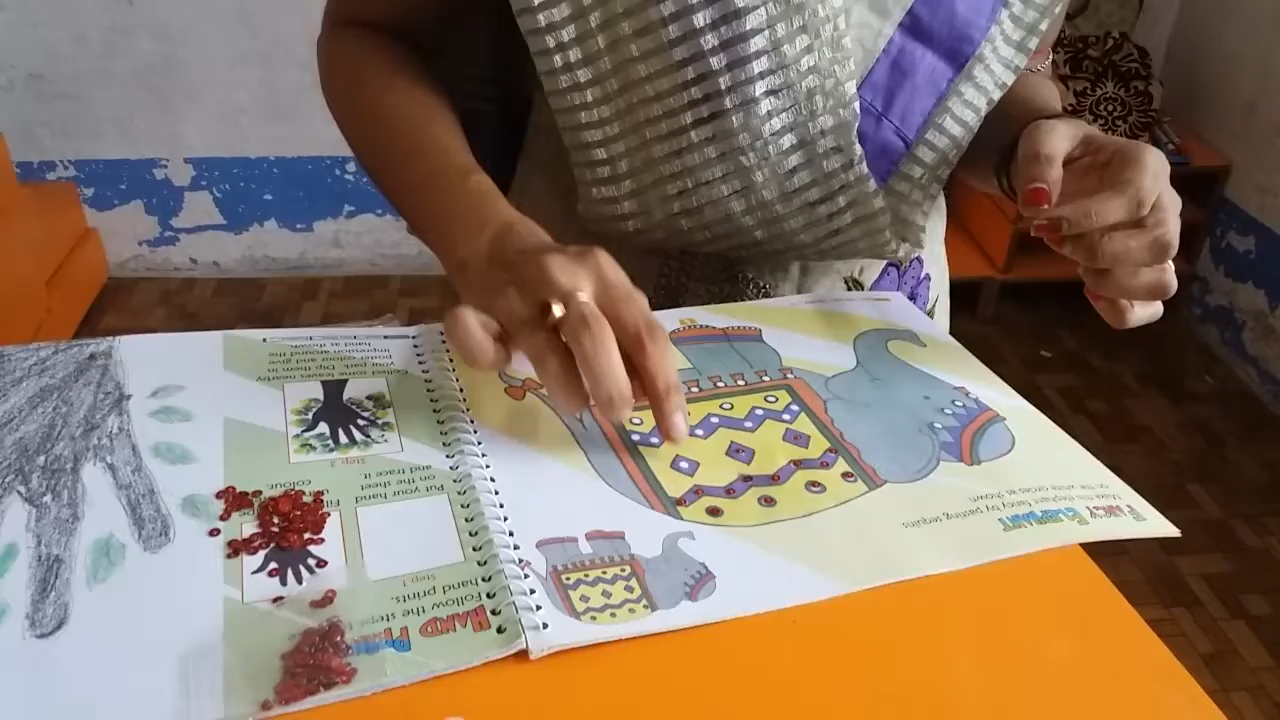 FANCY ELEPHANT
Make this elephant fancy by pasting sequins
on the white circles as shown.
HAND
Follow the steps
hand prints.
Step 1
Put your hand
on the sheet
and trace it.
colour.
Step 3
Collect some leaves nearby
your park. Dip them in
poster colour and give
impression around the
hand as shown.